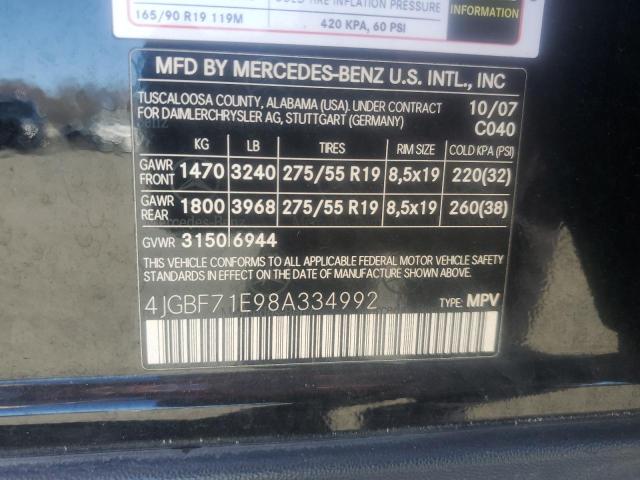 COLD TIRE INFLATION PRESSURE
165/90 R19 119M 420 KPA, 60 PSI
INFORMATION
MFD BY MERCEDES-BENZ U.S. INTL., INC
TUSCALOOSA COUNTY, ALABAMA (USA). UNDER CONTRACT 10/07
FOR DAIMLERCHRYSLER AG, STUTTGART (GERMANY) C040
KG LB TIRES RIM SIZE COLD KPA (PSI)
GAWR FRONT 1470 3240 275/55 R19 8,5x19 220(32)
GAWR REAR 1800 3968 275/55 R19 8,5x19 260(38)
GVWR 3150 6944
THIS VEHICLE CONFORMS TO ALL APPLICABLE FEDERAL MOTOR VEHICLE SAFETY
STANDARDS IN EFFECT ON THE DATE OF MANUFACTURE SHOWN ABOVE.
4JGBF71E98A334992 TYPE: MPV